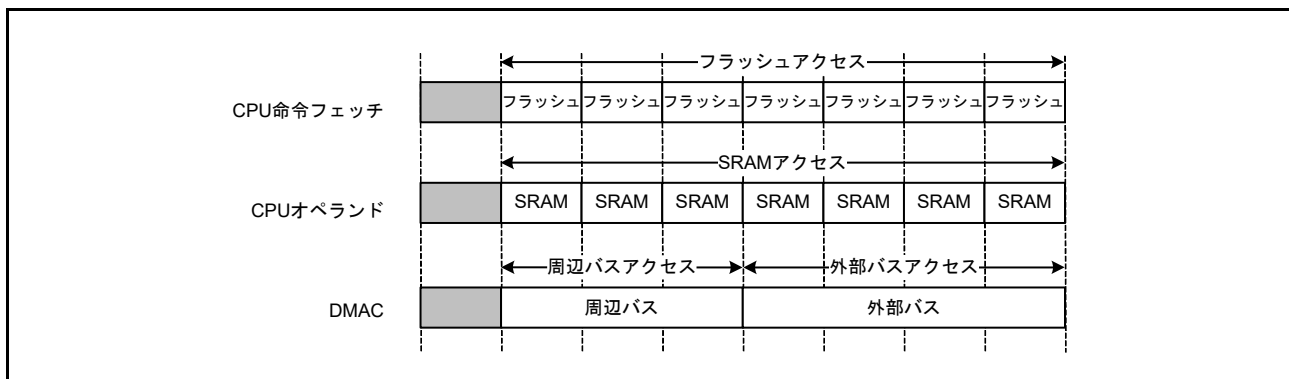 フラッシュアクセス
CPU命令フェッチ フラッシュ フラッシュ フラッシュ フラッシュ フラッシュ フラッシュ フラッシュ
SRAMアクセス
CPUオペランド SRAM SRAM SRAM SRAM SRAM SRAM SRAM
周辺バスアクセス 外部バスアクセス
DMAC 周辺バス 外部バス